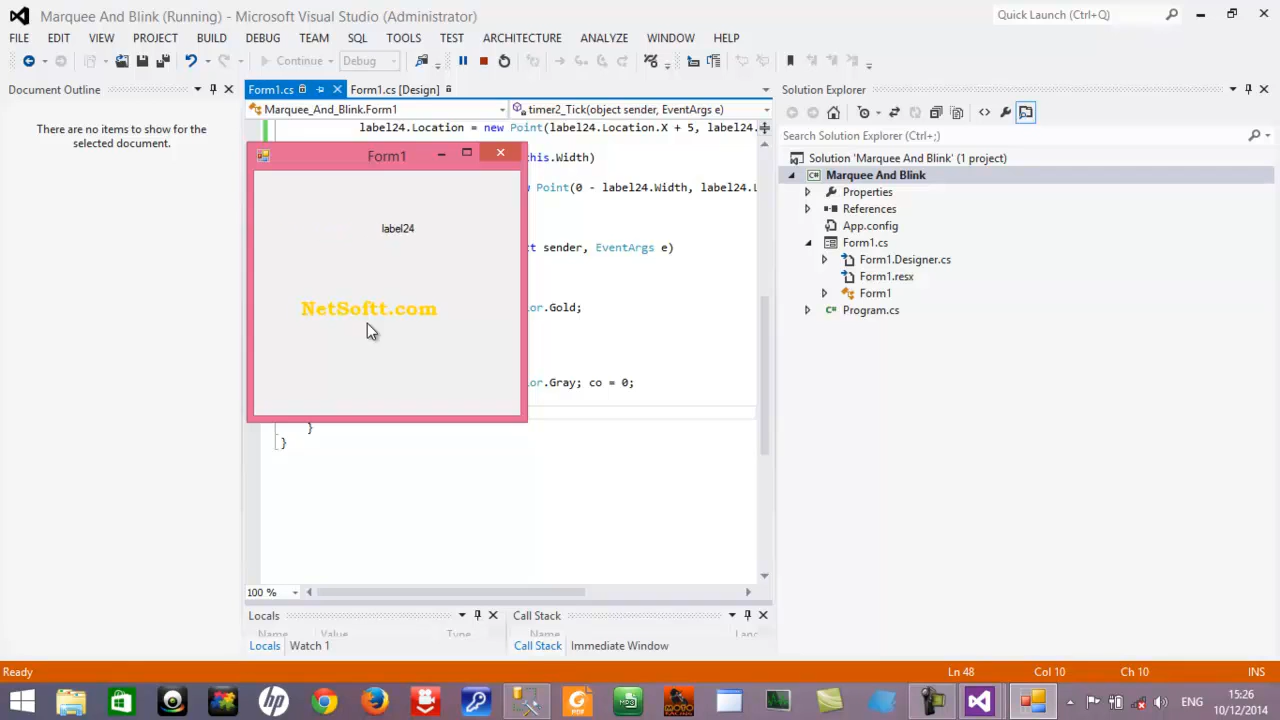 Marquee And Blink (Running) - Microsoft Visual Studio (Administrator)
Quick Launch (Ctrl+Q)
FILE EDIT VIEW PROJECT BUILD DEBUG TEAM SQL TOOLS TEST ARCHITECTURE ANALYZE WINDOW HELP
Continue Debug
Document Outline
There are no items to show for the
selected document.
Form1.cs Form1.cs [Design]
Marquee_And_Blink.Form1 timer2_Tick(object sender, EventArgs e)
label24.Location = new Point(label24.Location.X + 5, label24.
this.Width)
Point(0 - label24.Width, label24.L
sender, EventArgs e)
or.Gold;
or.Gray; co = 0;
}
}
Form1
label24
NetSoftt.com
100 %
Solution Explorer
Search Solution Explorer (Ctrl+;)
Solution 'Marquee And Blink' (1 project)
Marquee And Blink
Properties
References
App.config
Form1.cs
Form1.Designer.cs
Form1.resx
Form1
Program.cs
Locals
Name Value Type
Locals Watch 1
Call Stack
Name Lang
Call Stack Immediate Window
Ready Ln 48 Col 10 Ch 10 INS
ENG
15:26
10/12/2014